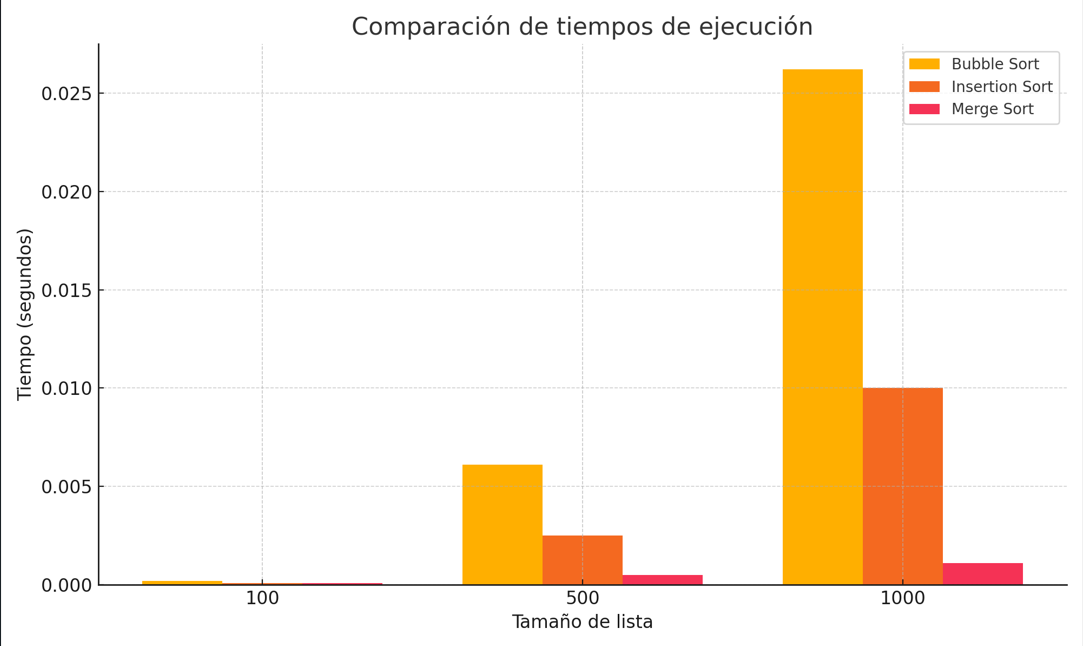 Comparación de tiempos de ejecución
Bubble Sort
Insertion Sort
Merge Sort
Tiempo (segundos)
0.025
0.020
0.015
0.010
0.005
0.000
100 500 1000
Tamaño de lista